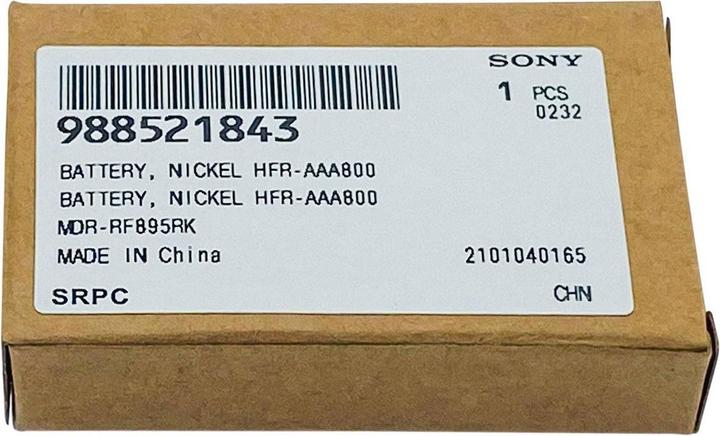 SONY
1 PCS
0232
988521843
BATTERY, NICKEL HFR-AAA800
BATTERY, NICKEL HFR-AAA800
MDR-RF895RK
MADE IN China 2101040165
SRPC CHN